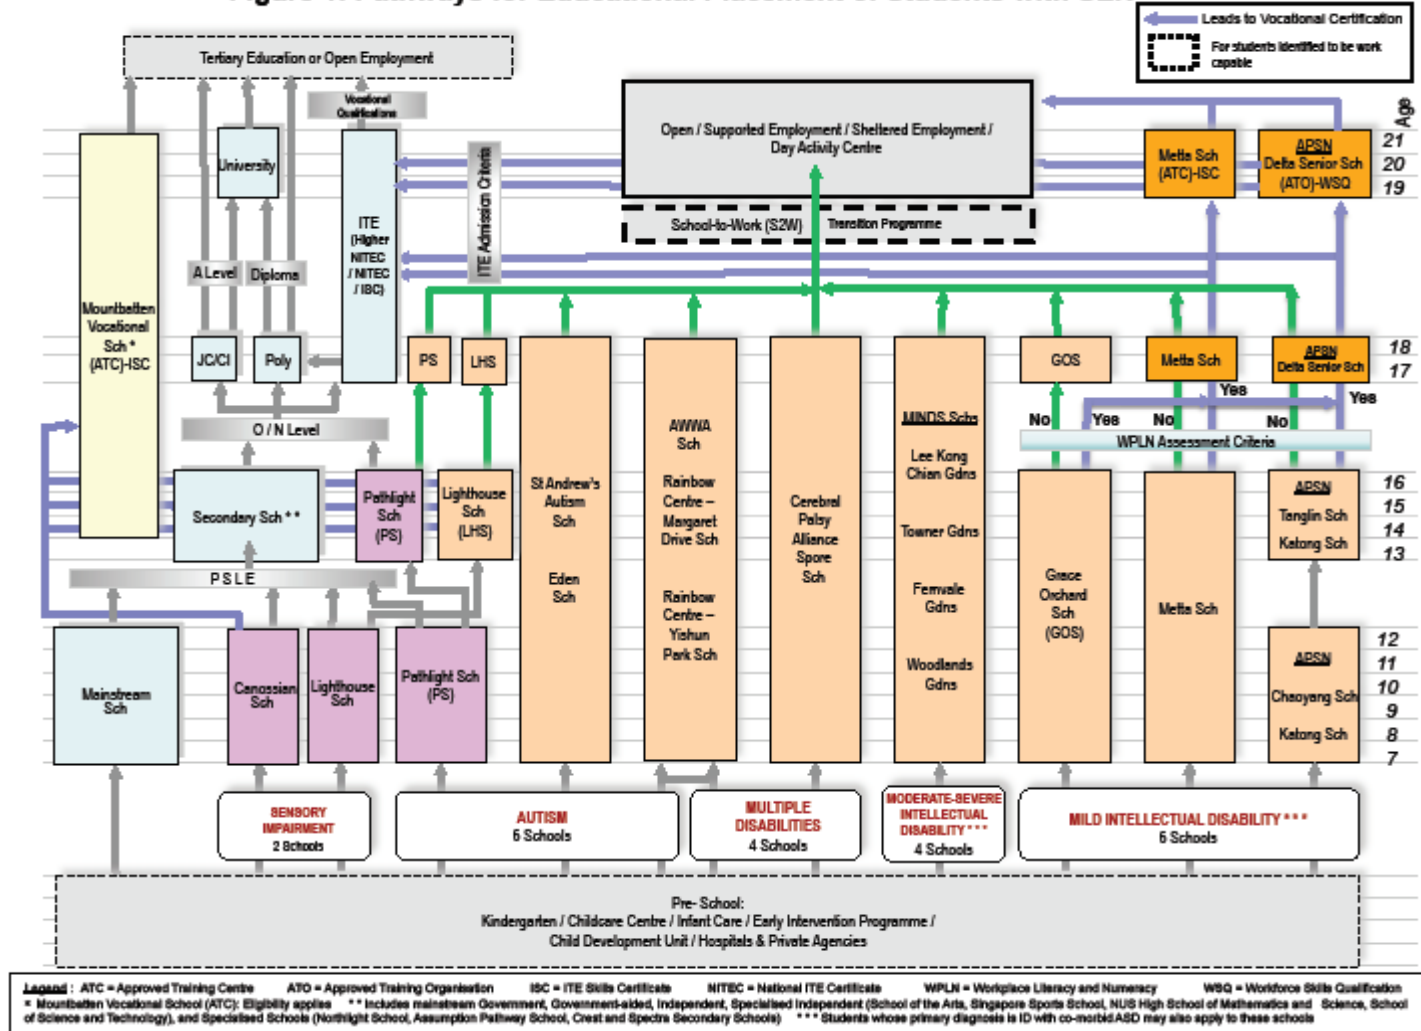 Leads to Vocational Certification
For students identified to be work
capable
Tertiary Education or Open Employment
Vocational
Qualifications
Open / Supported Employment / Sheltered Employment /
Day Activity Centre
Age
21
20
19
University
ITE Admission Criteria
Metta Sch
(ATC)-ISC
APSN
Delta Senior Sch
(ATO)-WSQ
ITE
(Higher
NITEC
/ NITEC
/ ISC)
School-to-Work (S2W) Transition Programme
A Level
Diploma
Mountbatten
Vocational
Sch *
(ATC)-ISC
JC/CI
Poly
PS
LHS
GOS
Metta Sch
APSN
Delta Senior Sch
18
17
Yes
Yes
O / N Level
No
Yes
No
No
WPLN Assessment Criteria
Secondary Sch * *
Pathlight
Sch
(PS)
Lighthouse
Sch
(LHS)
St Andrew's
Autism
Sch
Eden
Sch
AWWA
Sch
Rainbow
Centre –
Margaret
Drive Sch
Rainbow
Centre –
Yishun
Park Sch
Cerebral
Palsy
Alliance
Spore
Sch
MINDS Schs
Lee Kong
Chian Gdns
Towner Gdns
Fernvale
Gdns
Woodlands
Gdns
Grace
Orchard
Sch
(GOS)
Metta Sch
APSN
Tanglin Sch
Katong Sch
16
15
14
13
PSLE
Mainstream
Sch
Canossian
Sch
Lighthouse
Sch
Pathlight Sch
(PS)
APSN
Chaoyang Sch
Katong Sch
12
11
10
9
8
7
SENSORY
IMPAIRMENT
2 Schools
AUTISM
5 Schools
MULTIPLE
DISABILITIES
4 Schools
MODERATE-SEVERE
INTELLECTUAL
DISABILITY * * *
4 Schools
MILD INTELLECTUAL DISABILITY * * *
Pre- School:
Kindergarten / Childcare Centre / Infant Care / Early Intervention Programme /
Child Development Unit / Hospitals & Private Agencies
Legend : ATC = Approved Training Centre ATO = Approved Training Organisation ISC = ITE Skills Certificate NITEC = National ITE Certificate WPLN = Workplace Literacy and Numeracy WSQ = Workforce Skills Qualification
* Mountbatten Vocational School (ATC): Eligibility applies * * Includes mainstream Government, Government-aided, Independent, Specialised Independent (School of the Arts, Singapore Sports School, NUS High School of Mathematics and Science, School
of Science and Technology), and Specialised Schools (Northlight School, Assumption Pathway School, Crest and Spectra Secondary Schools) * * * Students whose primary diagnosis is ID with co-morbid ASD may also apply to these schools